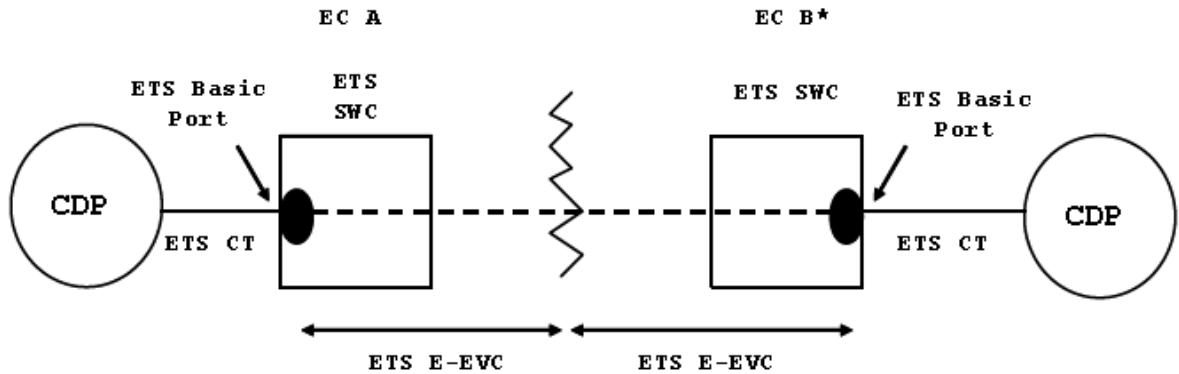 EC A
EC B*
ETS Basic
Port
ETS
SWC
ETS SWC
ETS Basic
Port
CDP
CDP
ETS CT
ETS CT
ETS E-EVC
ETS E-EVC